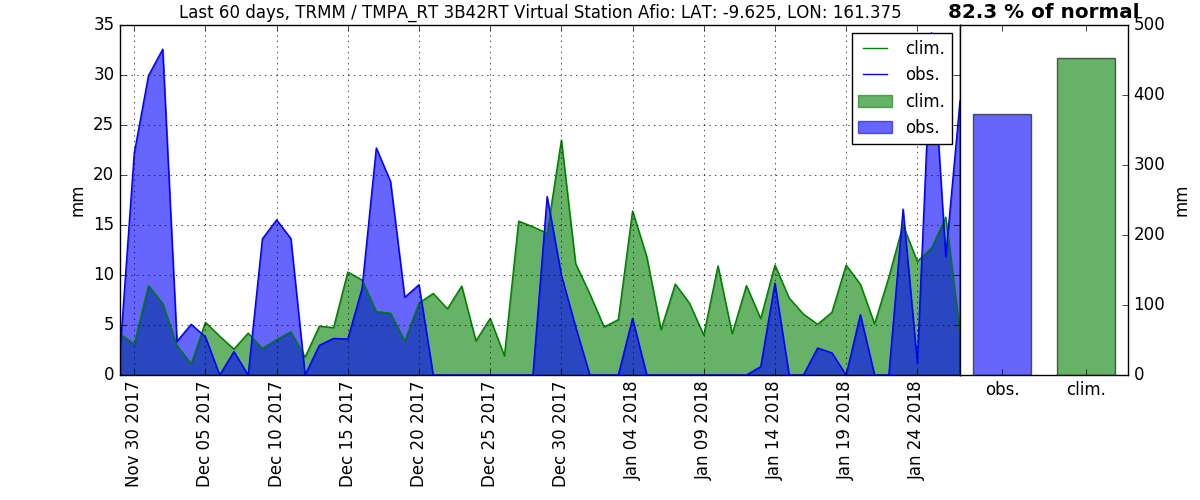 Last 60 days, TRMM / TMPA_RT 3B42RT Virtual Station Afio: LAT: -9.625, LON: 161.375
82.3 % of normal
35
30
25
20
15
10
5
0
mm
clim.
obs.
clim.
obs.
500
400
300
200
100
0
mm
Nov 30 2017
Dec 05 2017
Dec 10 2017
Dec 15 2017
Dec 20 2017
Dec 25 2017
Dec 30 2017
Jan 04 2018
Jan 09 2018
Jan 14 2018
Jan 19 2018
Jan 24 2018
obs.
clim.